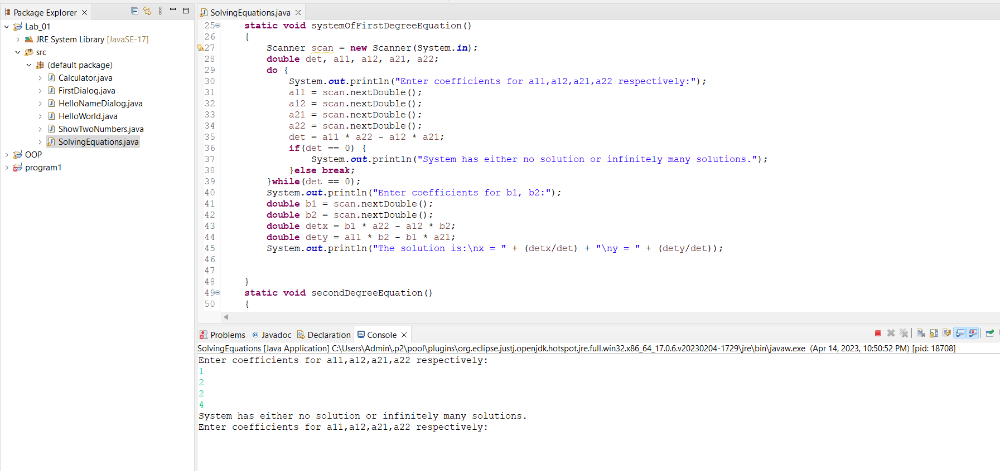 Package Explorer
Lab_01
JRE System Library [JavaSE-17]
src
(default package)
Calculator.java
FirstDialog.java
HelloNameDialog.java
HelloWorld.java
ShowTwoNumbers.java
SolvingEquations.java
OOP
program1
SolvingEquations.java
25 static void systemOfFirstDegreeEquation()
26 {
27 Scanner scan = new Scanner(System.in);
28 double det, a11, a12, a21, a22;
29 do {
30 System.out.println("Enter coefficients for a11,a12,a21,a22 respectively:");
31 a11 = scan.nextDouble();
32 a12 = scan.nextDouble();
33 a21 = scan.nextDouble();
34 a22 = scan.nextDouble();
35 det = a11 * a22 - a12 * a21;
36 if(det == 0) {
37 System.out.println("System has either no solution or infinitely many solutions.");
38 }else break;
39 }while(det == 0);
40 System.out.println("Enter coefficients for b1, b2:");
41 double b1 = scan.nextDouble();
42 double b2 = scan.nextDouble();
43 double detx = b1 * a22 - a12 * b2;
44 double dety = a11 * b2 - b1 * a21;
45 System.out.println("The solution is:\nx = " + (detx/det) + "\ny = " + (dety/det));
46
47
48 }
49 static void secondDegreeEquation()
50 {
Problems @ Javadoc Declaration Console
SolvingEquations [Java Application] C:\Users\Admin\.p2\pool\plugins\org.eclipse.justj.openjdk.hotspot.jre.full.win32.x86_64_17.0.6.v20230204-1729\jre\bin\javaw.exe (Apr 14, 2023, 10:50:52 PM) [pid: 18708]
Enter coefficients for a11,a12,a21,a22 respectively:
1
2
2
4
System has either no solution or infinitely many solutions.
Enter coefficients for a11,a12,a21,a22 respectively: